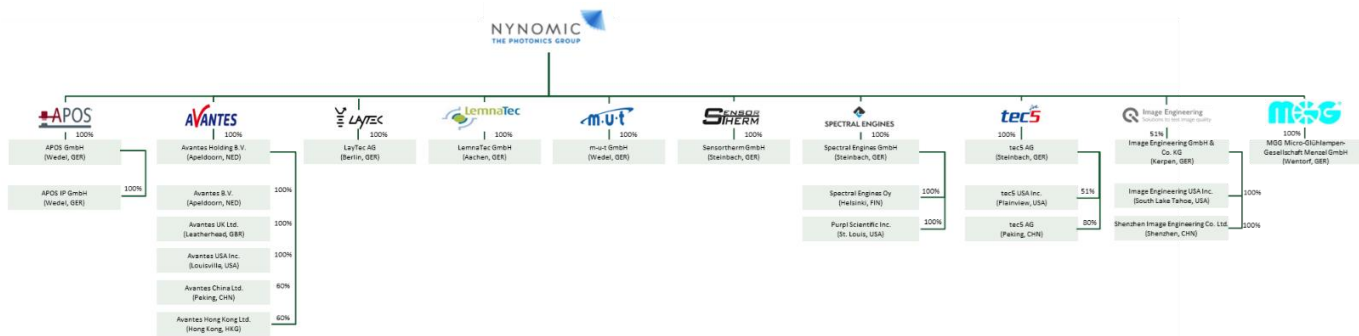 NYNOMIC
THE PHOTONICS GROUP
APOS
100%
APOS GmbH
(Wedel, GER)
APOS IP GmbH
(Wedel, GER)
100%
AVANTES
100%
Avantes Holding B.V.
(Apeldoorn, NED)
Avantes B.V.
(Apeldoorn, NED)
100%
Avantes UK Ltd.
(Leatherhead, GBR)
100%
Avantes USA Inc.
(Louisville, USA)
100%
Avantes China Ltd.
(Peking, CHN)
60%
Avantes Hong Kong Ltd.
(Hong Kong, HKG)
60%
LAYTEC
100%
LayTec AG
(Berlin, GER)
LemnaTec
100%
LemnaTec GmbH
(Aachen, GER)
m·u·t
100%
m-u-t GmbH
(Wedel, GER)
SENSORTHERM
100%
Sensortherm GmbH
(Steinbach, GER)
SPECTRAL ENGINES
100%
Spectral Engines GmbH
(Steinbach, GER)
Spectral Engines Oy
(Helsinki, FIN)
100%
Purpl Scientific Inc.
(St. Louis, USA)
100%
tec5
100%
tec5 AG
(Steinbach, GER)
tec5 USA Inc.
(Plainview, USA)
51%
tec5 AG
(Peking, CHN)
80%
Image Engineering
Solutions to test image quality
51%
Image Engineering GmbH &
Co. KG
(Kerpen, GER)
Image Engineering USA Inc.
(South Lake Tahoe, USA)
100%
Shenzhen Image Engineering Co. Ltd.
(Shenzhen, CHN)
100%
MGG
100%
MGG Micro-Glühlampen-
Gesellschaft Menzel GmbH
(Wentorf, GER)